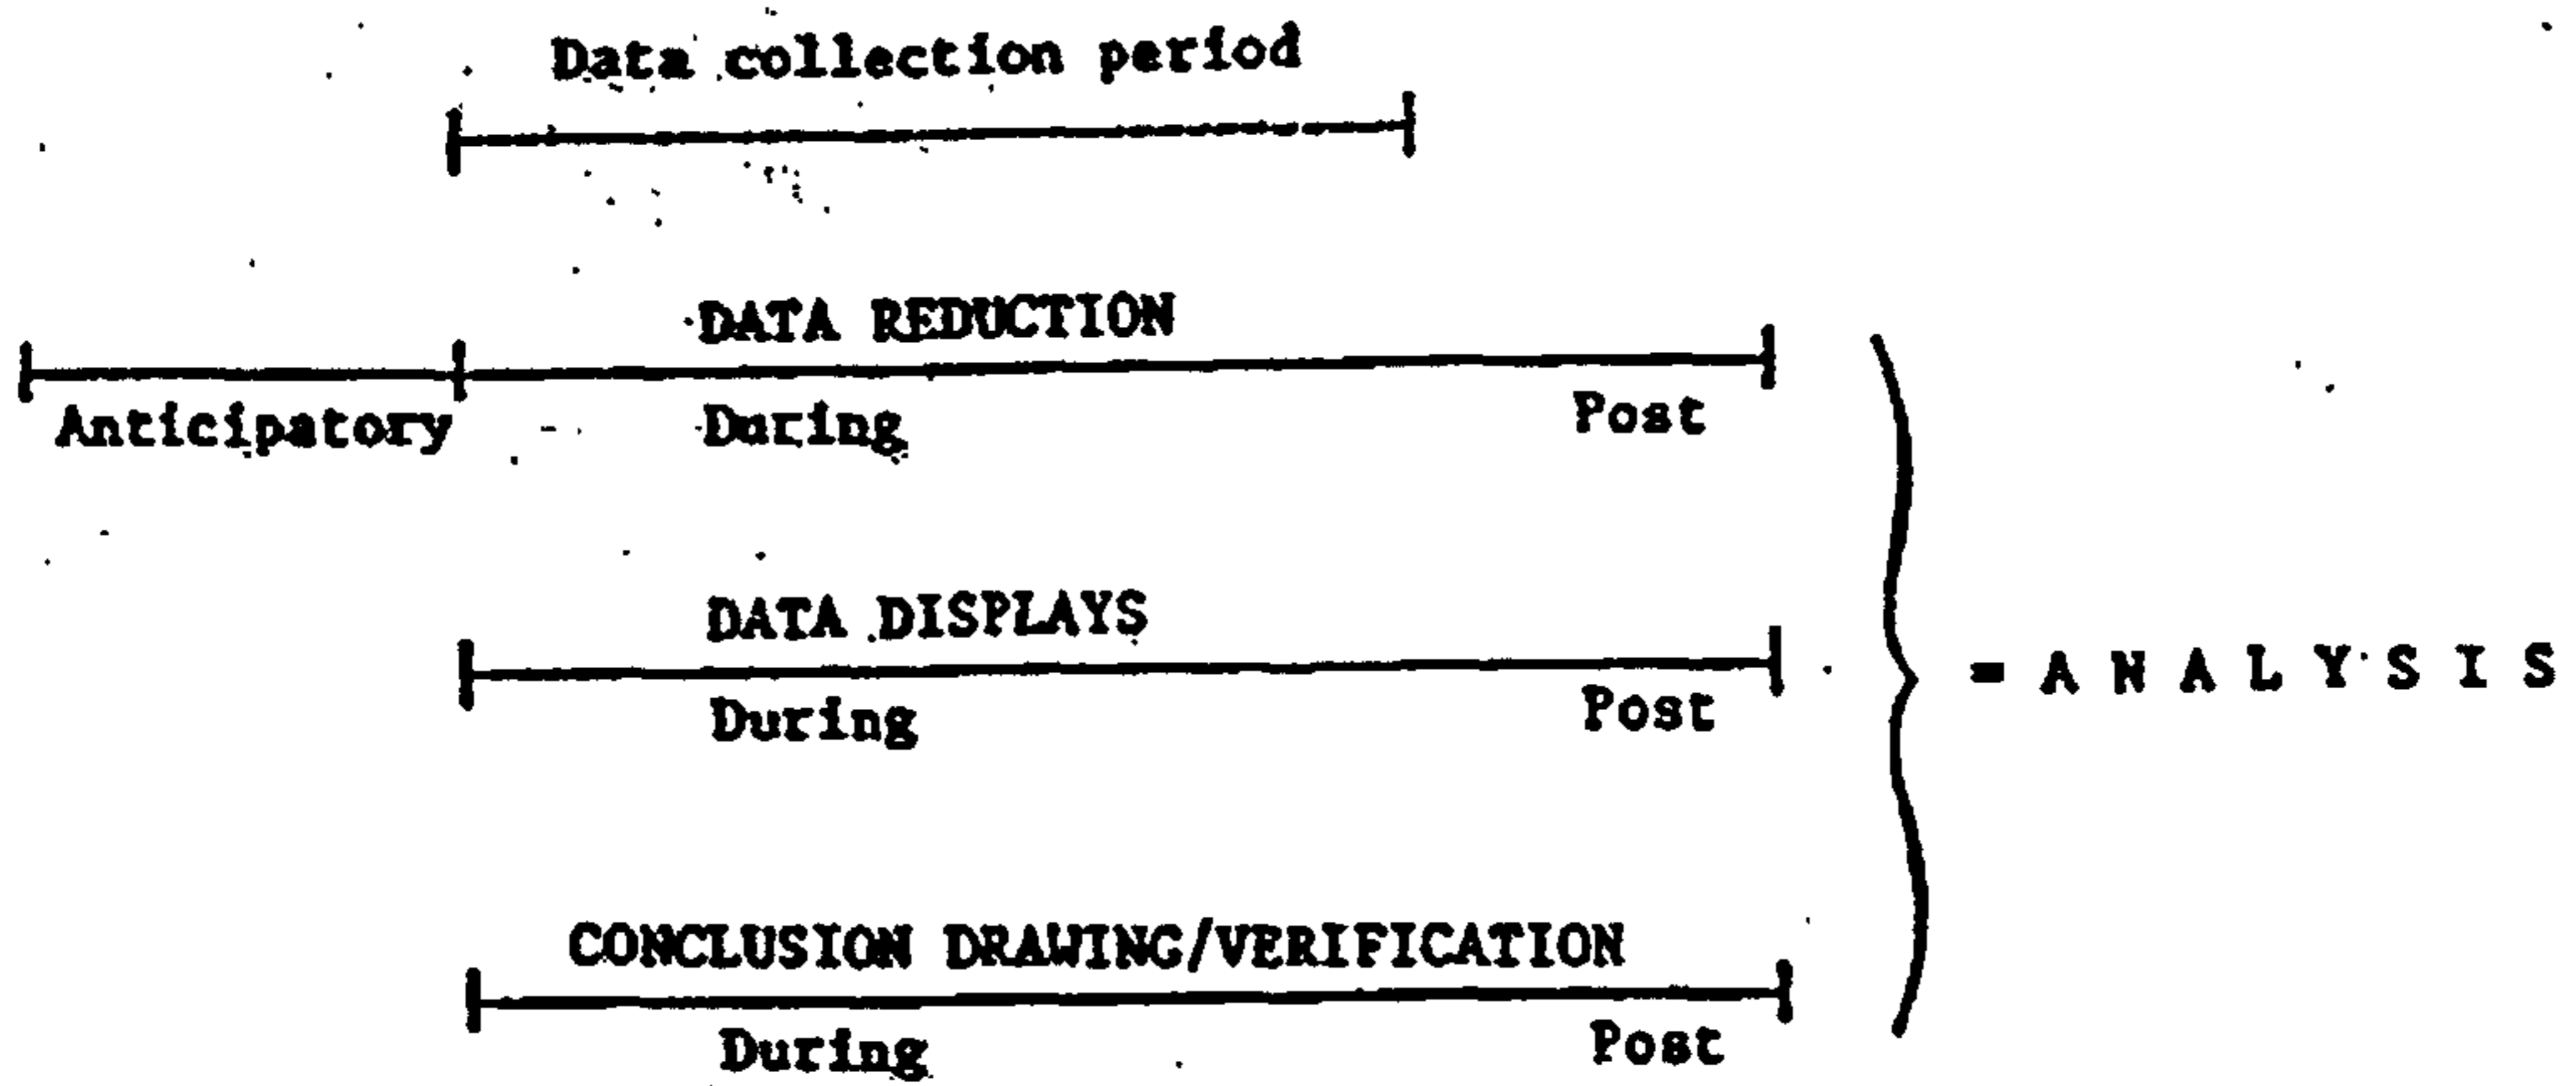 Data collection period
DATA REDUCTION
Anticipatory During Post
DATA DISPLAYS
= A N A L Y S I S
During Post
CONCLUSION DRAWING/VERIFICATION
During Post